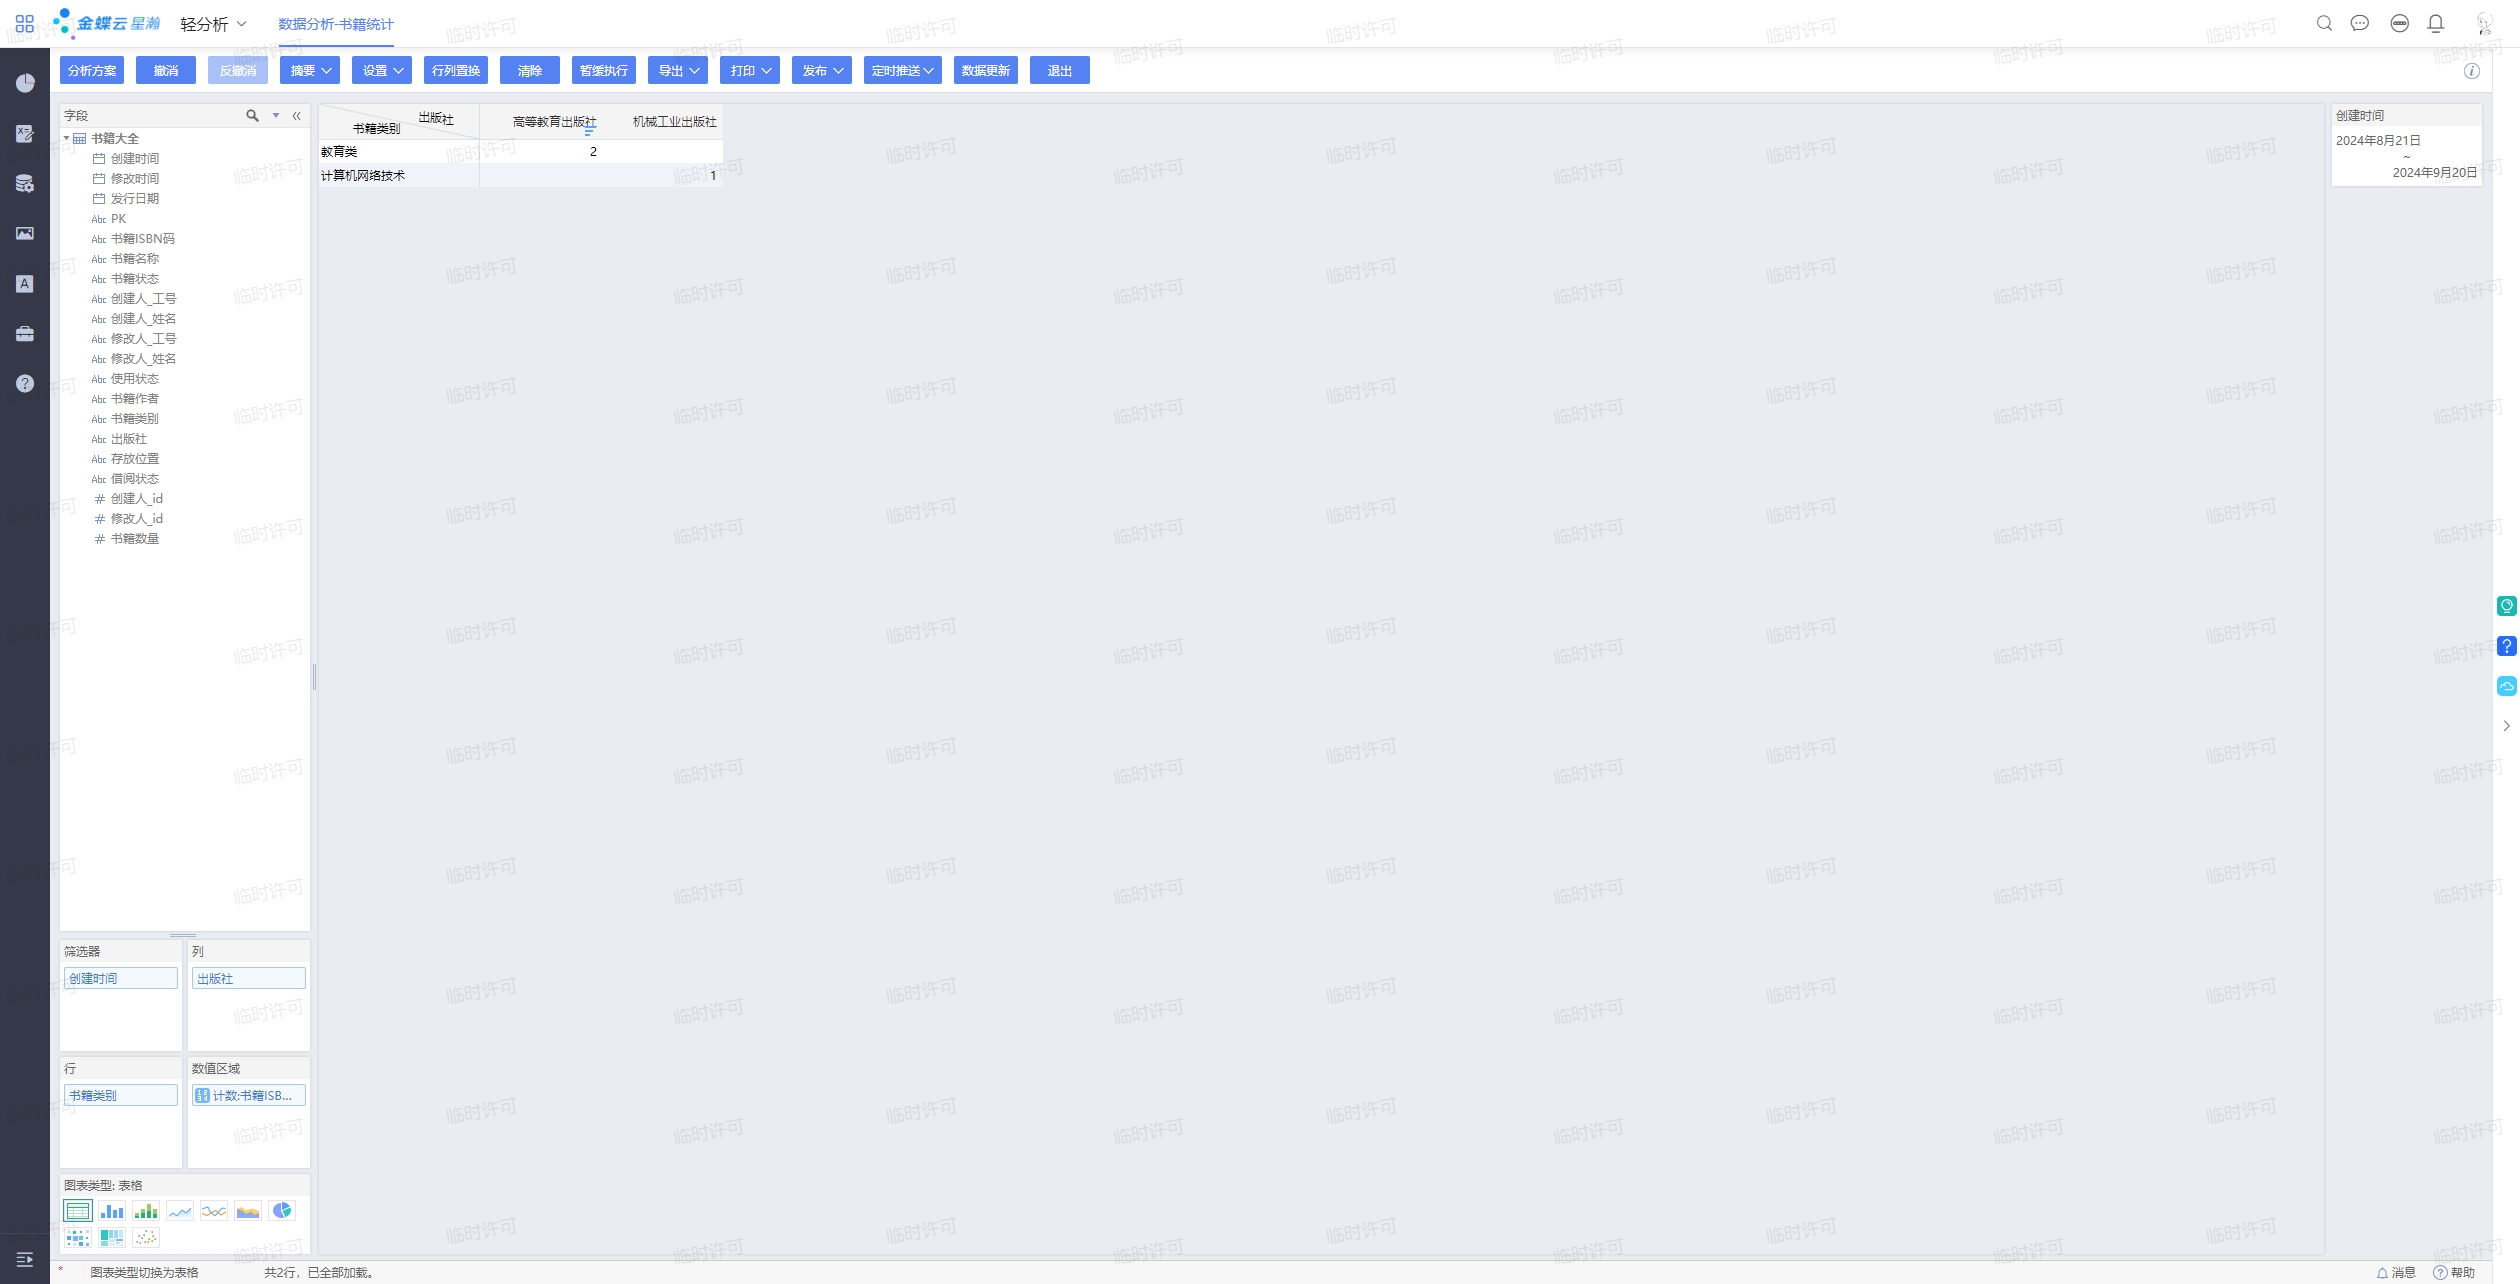 金蝶云 星瀚
轻分析
数据分析-书籍统计
分析方案
撤消
反撤消
摘要
设置
行列置换
清除
暂缓执行
导出
打印
发布
定时推送
数据更新
退出
字段
书籍大全
创建时间
修改时间
发行日期
Abc PK
Abc 书籍ISBN码
Abc 书籍名称
Abc 书籍状态
Abc 创建人_工号
Abc 创建人_姓名
Abc 修改人_工号
Abc 修改人_姓名
Abc 使用状态
Abc 书籍作者
Abc 书籍类别
Abc 出版社
Abc 存放位置
Abc 借阅状态
# 创建人_id
# 修改人_id
# 书籍数量
筛选器
创建时间
列
出版社
行
书籍类别
数值区域
计数:书籍ISB...
图表类型: 表格
出版社
书籍类别
高等教育出版社
机械工业出版社
教育类
2
计算机网络技术
1
创建时间
2024年8月21日
~
2024年9月20日
*
图表类型切换为表格
共2行，已全部加载。
消息
帮助
临时许可